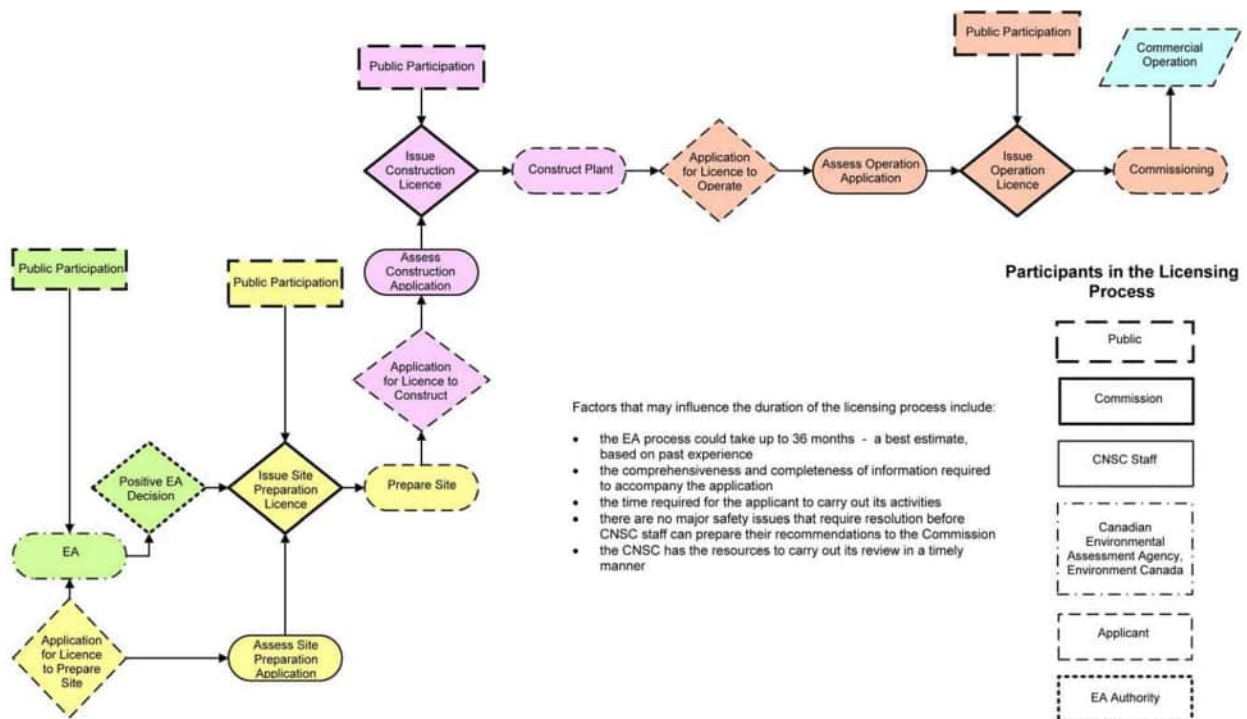 Public Participation
Commercial
Operation
Public Participation
Issue
Construction
Licence
Construct Plant
Application
for Licence to
Operate
Assess Operation
Application
Issue
Operation
Licence
Commissioning
Public Participation
Public Participation
Assess
Construction
Application
Application
for Licence to
Construct
Positive EA
Decision
Issue Site
Preparation
Licence
Prepare Site
EA
Application
for Licence
to Prepare
Site
Assess Site
Preparation
Application
Factors that may influence the duration of the licensing process include:
• the EA process could take up to 36 months - a best estimate,
based on past experience
• the comprehensiveness and completeness of information required
to accompany the application
• the time required for the applicant to carry out its activities
• there are no major safety issues that require resolution before
CNSC staff can prepare their recommendations to the Commission
• the CNSC has the resources to carry out its review in a timely
manner
Participants in the Licensing
Process
Public
Commission
CNSC Staff
Canadian
Environmental
Assessment Agency,
Environment Canada
Applicant
EA Authority